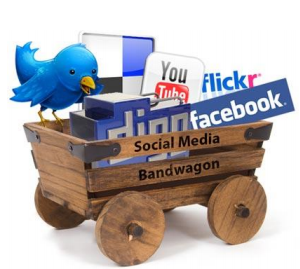 You
Tube
flickr
digg
facebook.
Social Media
Bandwagon